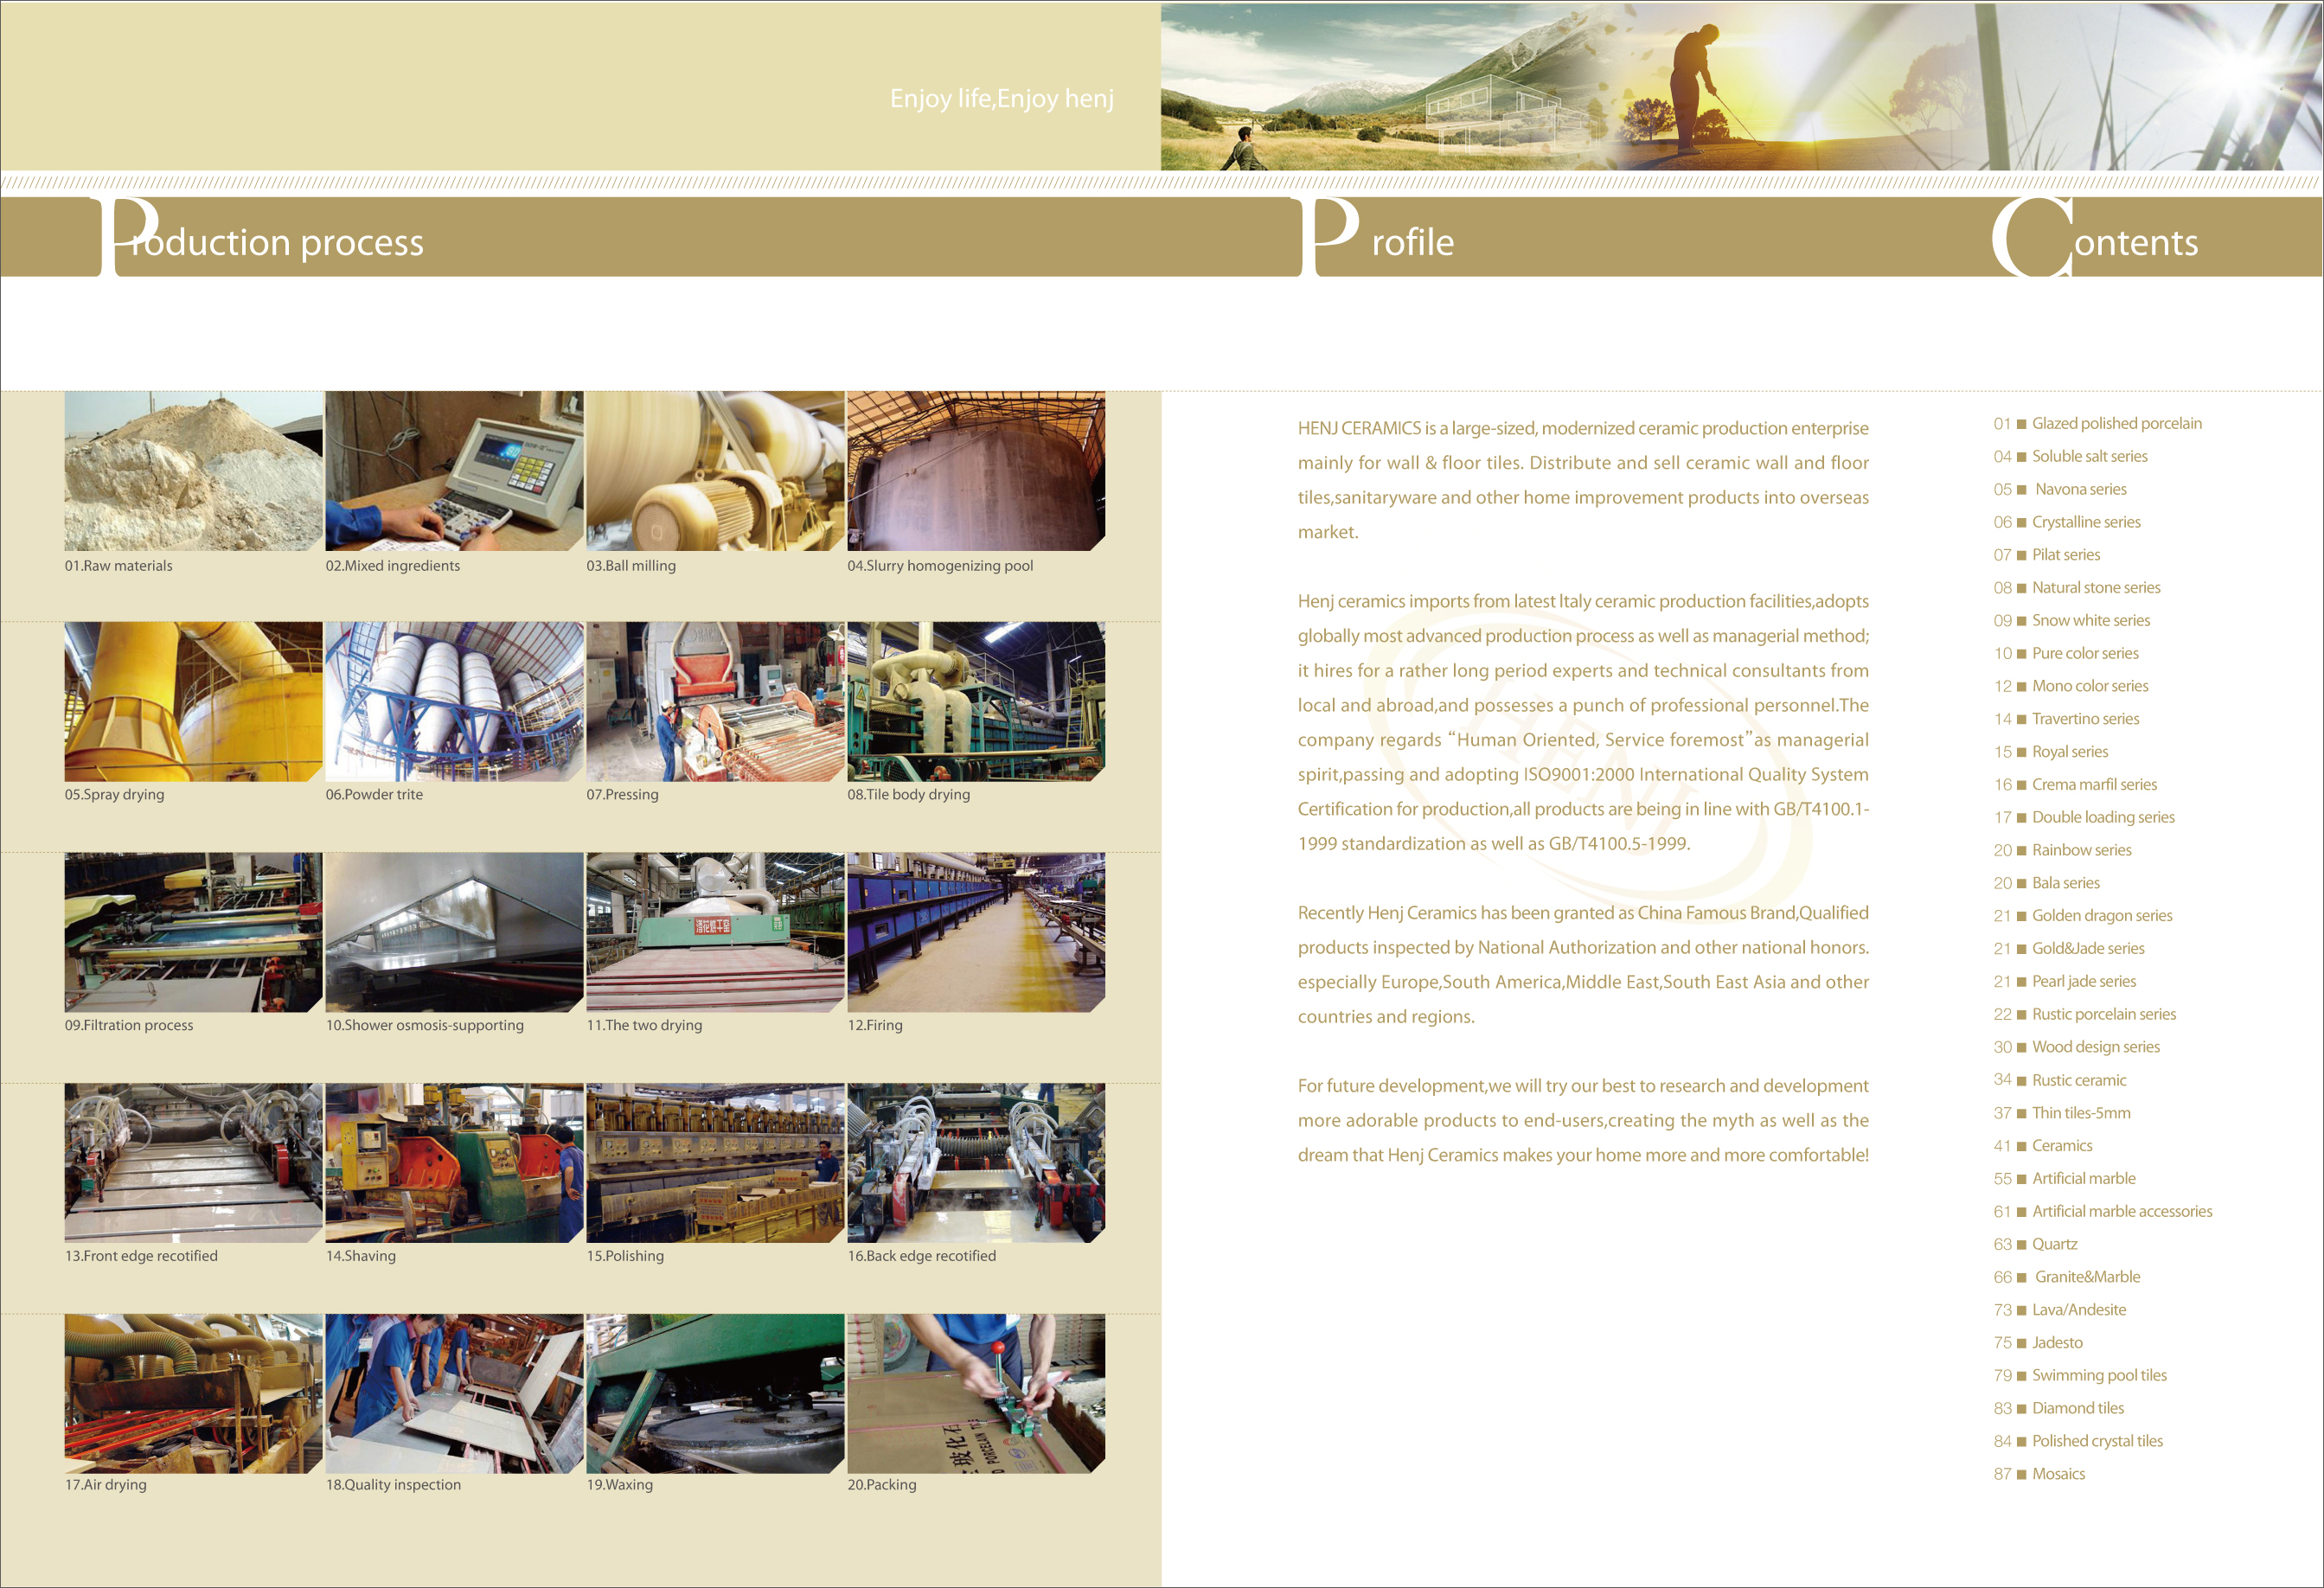 Enjoy life,Enjoy henj
Production process
Profile
Contents
01.Raw materials
02.Mixed ingredients
03.Ball milling
04.Slurry homogenizing pool
05.Spray drying
06.Powder trite
07.Pressing
08.Tile body drying
09.Filtration process
10.Shower osmosis-supporting
11.The two drying
12.Firing
13.Front edge recotified
14.Shaving
15.Polishing
16.Back edge recotified
17.Air drying
18.Quality inspection
19.Waxing
20.Packing
HENJ CERAMICS is a large-sized, modernized ceramic production enterprise
mainly for wall & floor tiles. Distribute and sell ceramic wall and floor
tiles,sanitaryware and other home improvement products into overseas
market.
Henj ceramics imports from latest ltaly ceramic production facilities,adopts
globally most advanced production process as well as managerial method;
it hires for a rather long period experts and technical consultants from
local and abroad,and possesses a punch of professional personnel.The
company regards “Human Oriented, Service foremost”as managerial
spirit,passing and adopting ISO9001:2000 International Quality System
Certification for production,all products are being in line with GB/T4100.1-
1999 standardization as well as GB/T4100.5-1999.
Recently Henj Ceramics has been granted as China Famous Brand,Qualified
products inspected by National Authorization and other national honors.
especially Europe,South America,Middle East,South East Asia and other
countries and regions.
For future development,we will try our best to research and development
more adorable products to end-users,creating the myth as well as the
dream that Henj Ceramics makes your home more and more comfortable!
HENJ
01 ■ Glazed polished porcelain
04 ■ Soluble salt series
05 ■ Navona series
06 ■ Crystalline series
07 ■ Pilat series
08 ■ Natural stone series
09 ■ Snow white series
10 ■ Pure color series
12 ■ Mono color series
14 ■ Travertino series
15 ■ Royal series
16 ■ Crema marfil series
17 ■ Double loading series
20 ■ Rainbow series
20 ■ Bala series
21 ■ Golden dragon series
21 ■ Gold&Jade series
21 ■ Pearl jade series
22 ■ Rustic porcelain series
30 ■ Wood design series
34 ■ Rustic ceramic
37 ■ Thin tiles-5mm
41 ■ Ceramics
55 ■ Artificial marble
61 ■ Artificial marble accessories
63 ■ Quartz
66 ■ Granite&Marble
73 ■ Lava/Andesite
75 ■ Jadesto
79 ■ Swimming pool tiles
83 ■ Diamond tiles
84 ■ Polished crystal tiles
87 ■ Mosaics